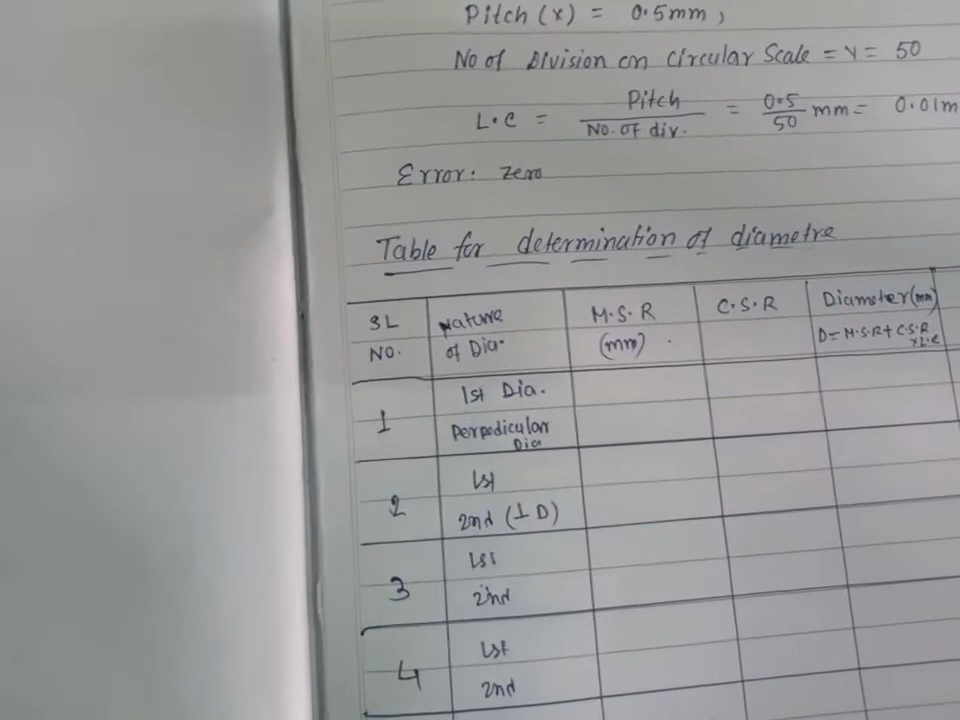 Pitch (x) = 0.5mm,
No of Division on Circular Scale = Y = 50
L.C = Pitch / No. of div. = 0.5 / 50 mm = 0.01m
Error: Zero
Table for determination of diametre
SL NO. Nature of Dia. M.S.R (mm) C.S.R Diameter (mm) D = M.S.R + C.S.R × L.C
1 1st Dia.
Perpedicular Dia
2 1st
2nd (⊥ D)
3 1st
2nd
4 1st
2nd